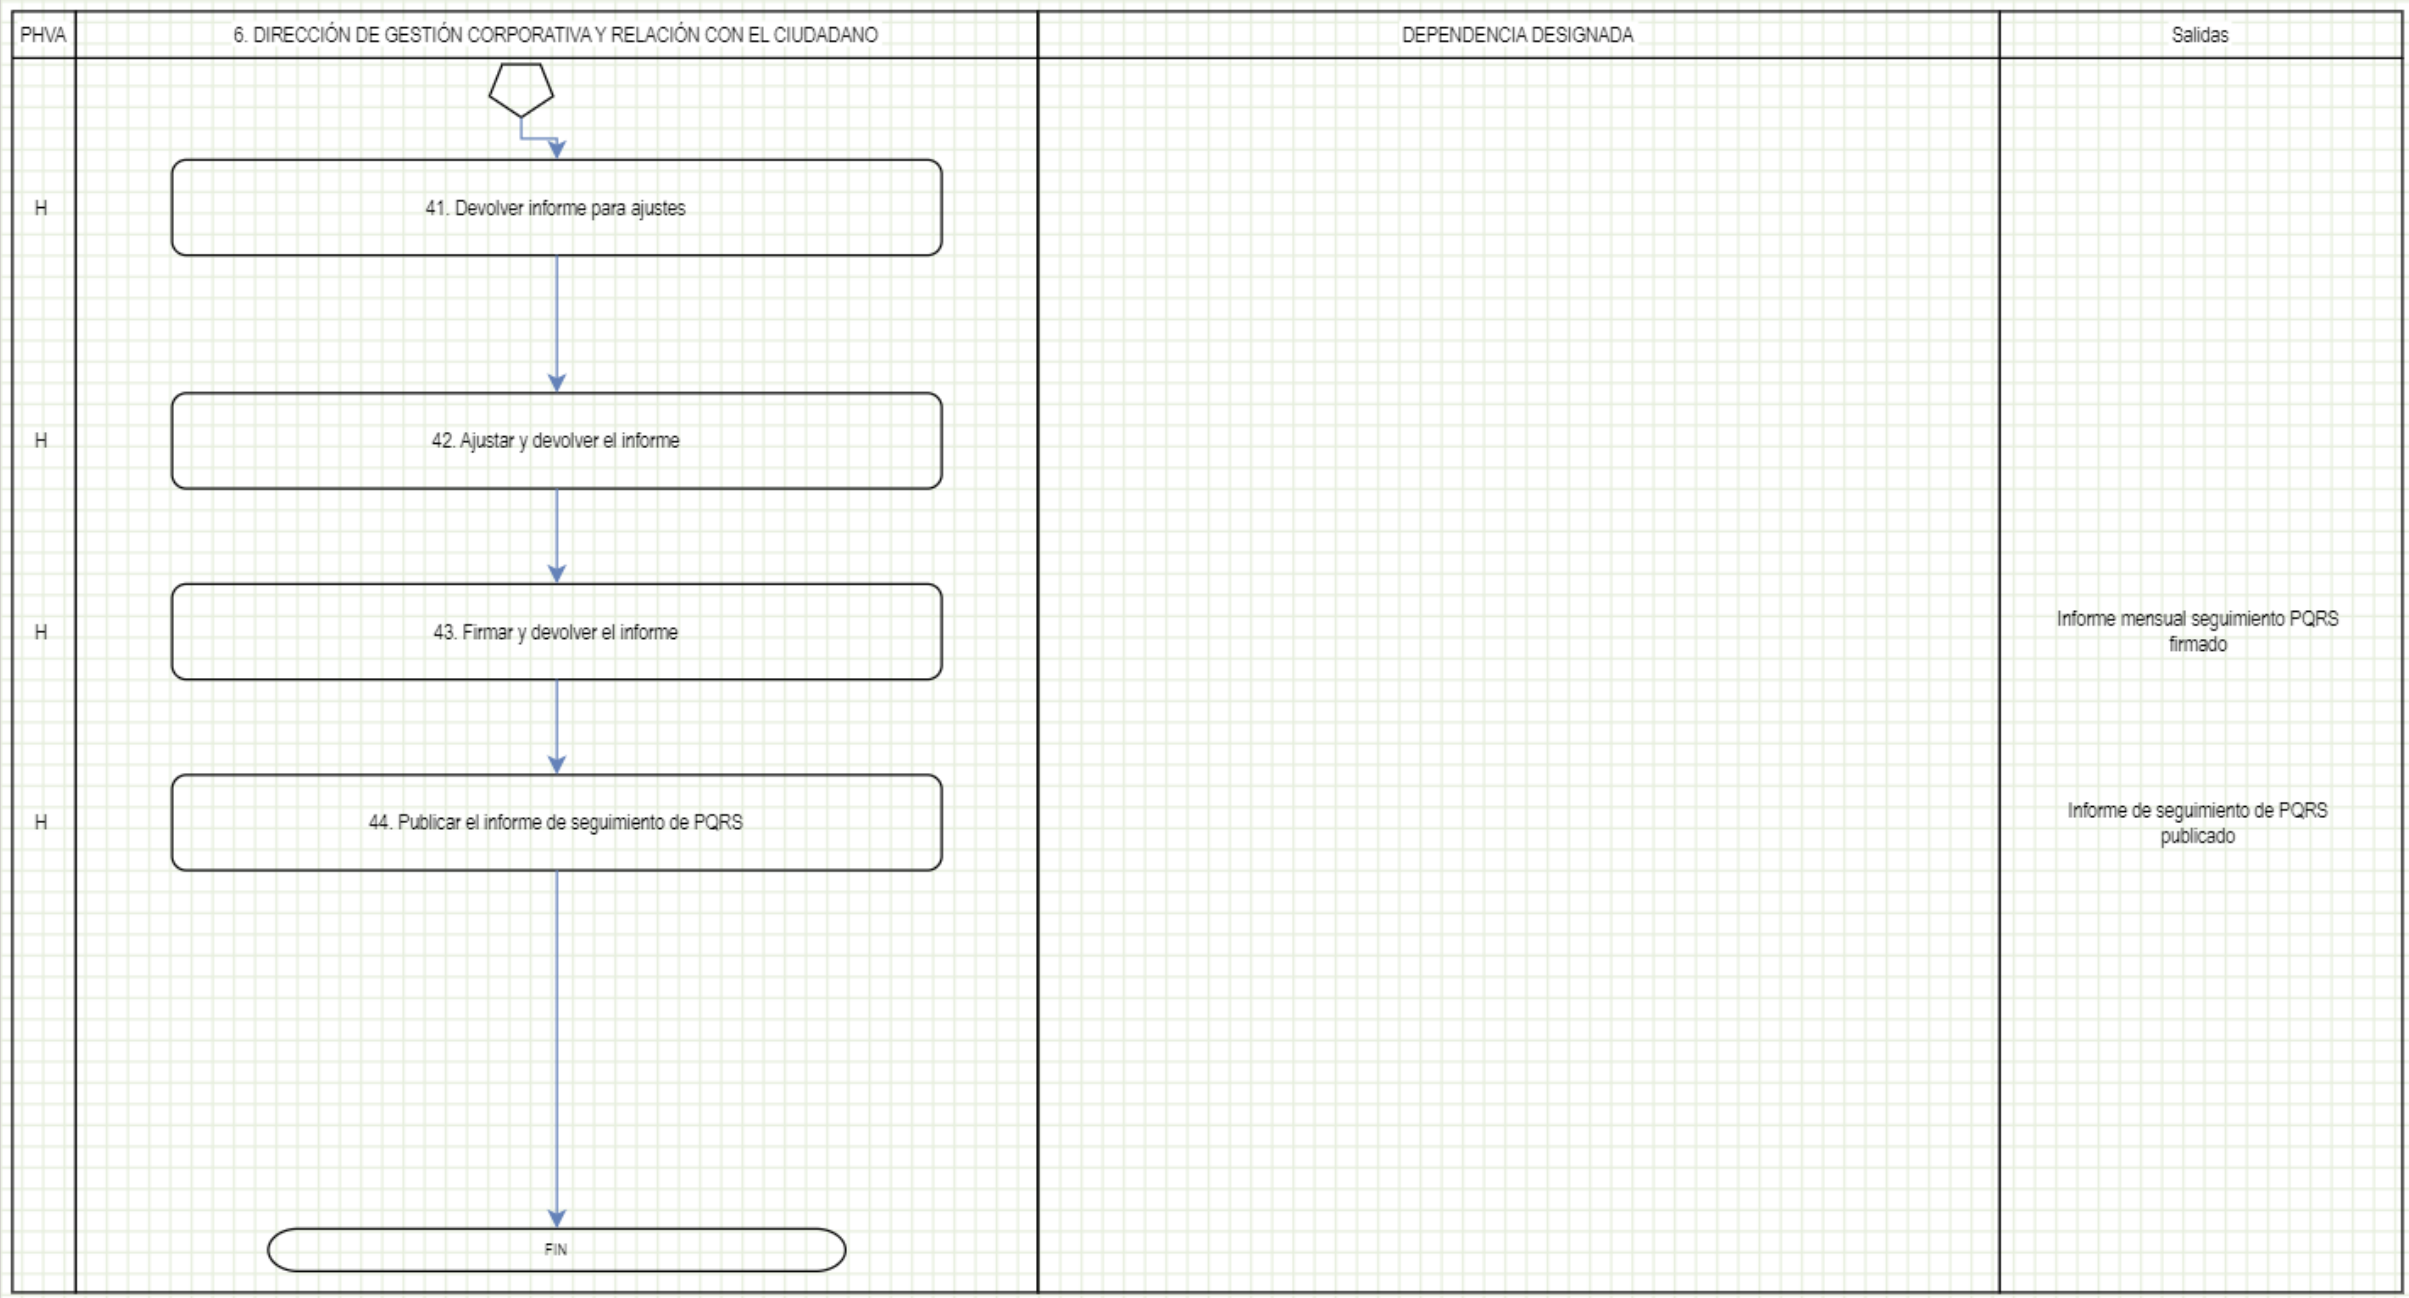 PHVA
6. DIRECCIÓN DE GESTIÓN CORPORATIVA Y RELACIÓN CON EL CIUDADANO
DEPENDENCIA DESIGNADA
Salidas
H
41. Devolver informe para ajustes
H
42. Ajustar y devolver el informe
H
43. Firmar y devolver el informe
Informe mensual seguimiento PQRS
firmado
H
44. Publicar el informe de seguimiento de PQRS
Informe de seguimiento de PQRS
publicado
FIN